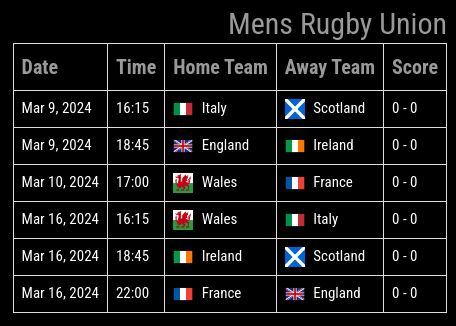 Mens Rugby Union
Date Time Home Team Away Team Score
Mar 9, 2024 16:15 Italy Scotland 0 - 0
Mar 9, 2024 18:45 England Ireland 0 - 0
Mar 10, 2024 17:00 Wales France 0 - 0
Mar 16, 2024 16:15 Wales Italy 0 - 0
Mar 16, 2024 18:45 Ireland Scotland 0 - 0
Mar 16, 2024 22:00 France England 0 - 0